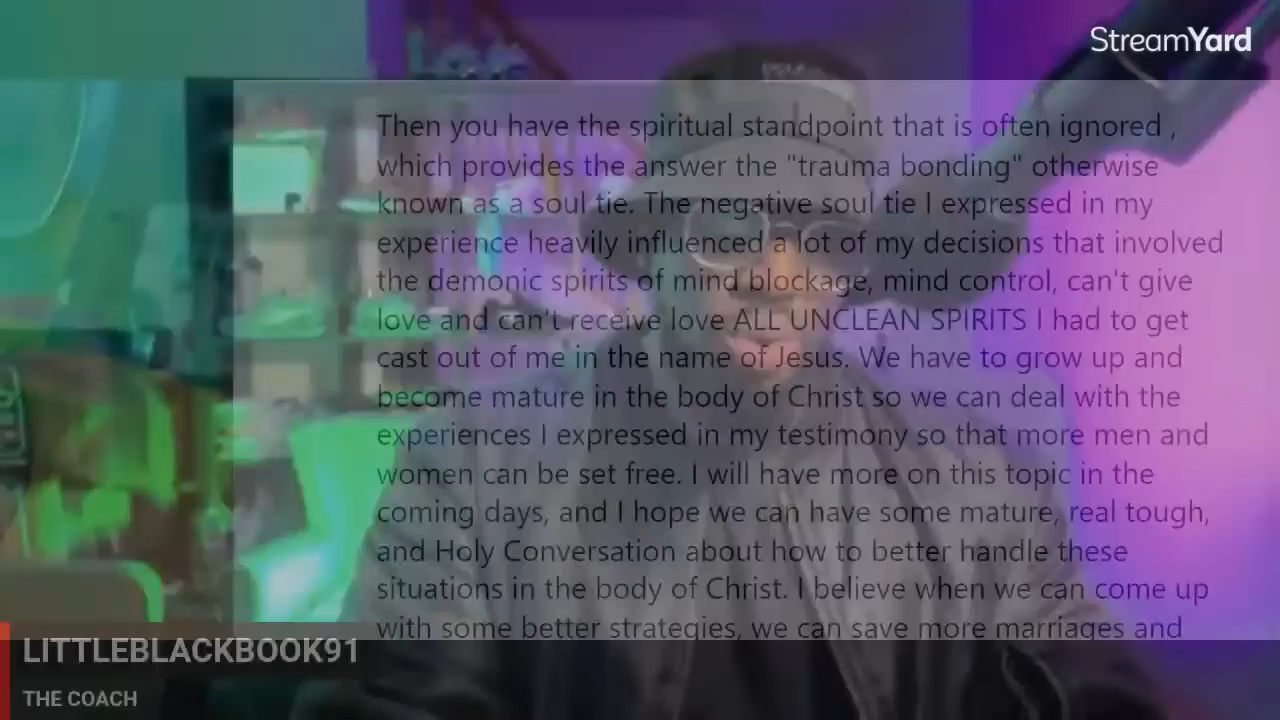 StreamYard
Then you have the spiritual standpoint that is often ignored ,
which provides the answer the "trauma bonding" otherwise
known as a soul tie. The negative soul tie I expressed in my
experience heavily influenced a lot of my decisions that involved
the demonic spirits of mind blockage, mind control, can't give
love and can't receive love ALL UNCLEAN SPIRITS I had to get
cast out of me in the name of Jesus. We have to grow up and
become mature in the body of Christ so we can deal with the
experiences I expressed in my testimony so that more men and
women can be set free. I will have more on this topic in the
coming days, and I hope we can have some mature, real tough,
and Holy Conversation about how to better handle these
situations in the body of Christ. I believe when we can come up
with some better strategies, we can save more marriages and
LITTLEBLACKBOOK91
THE COACH